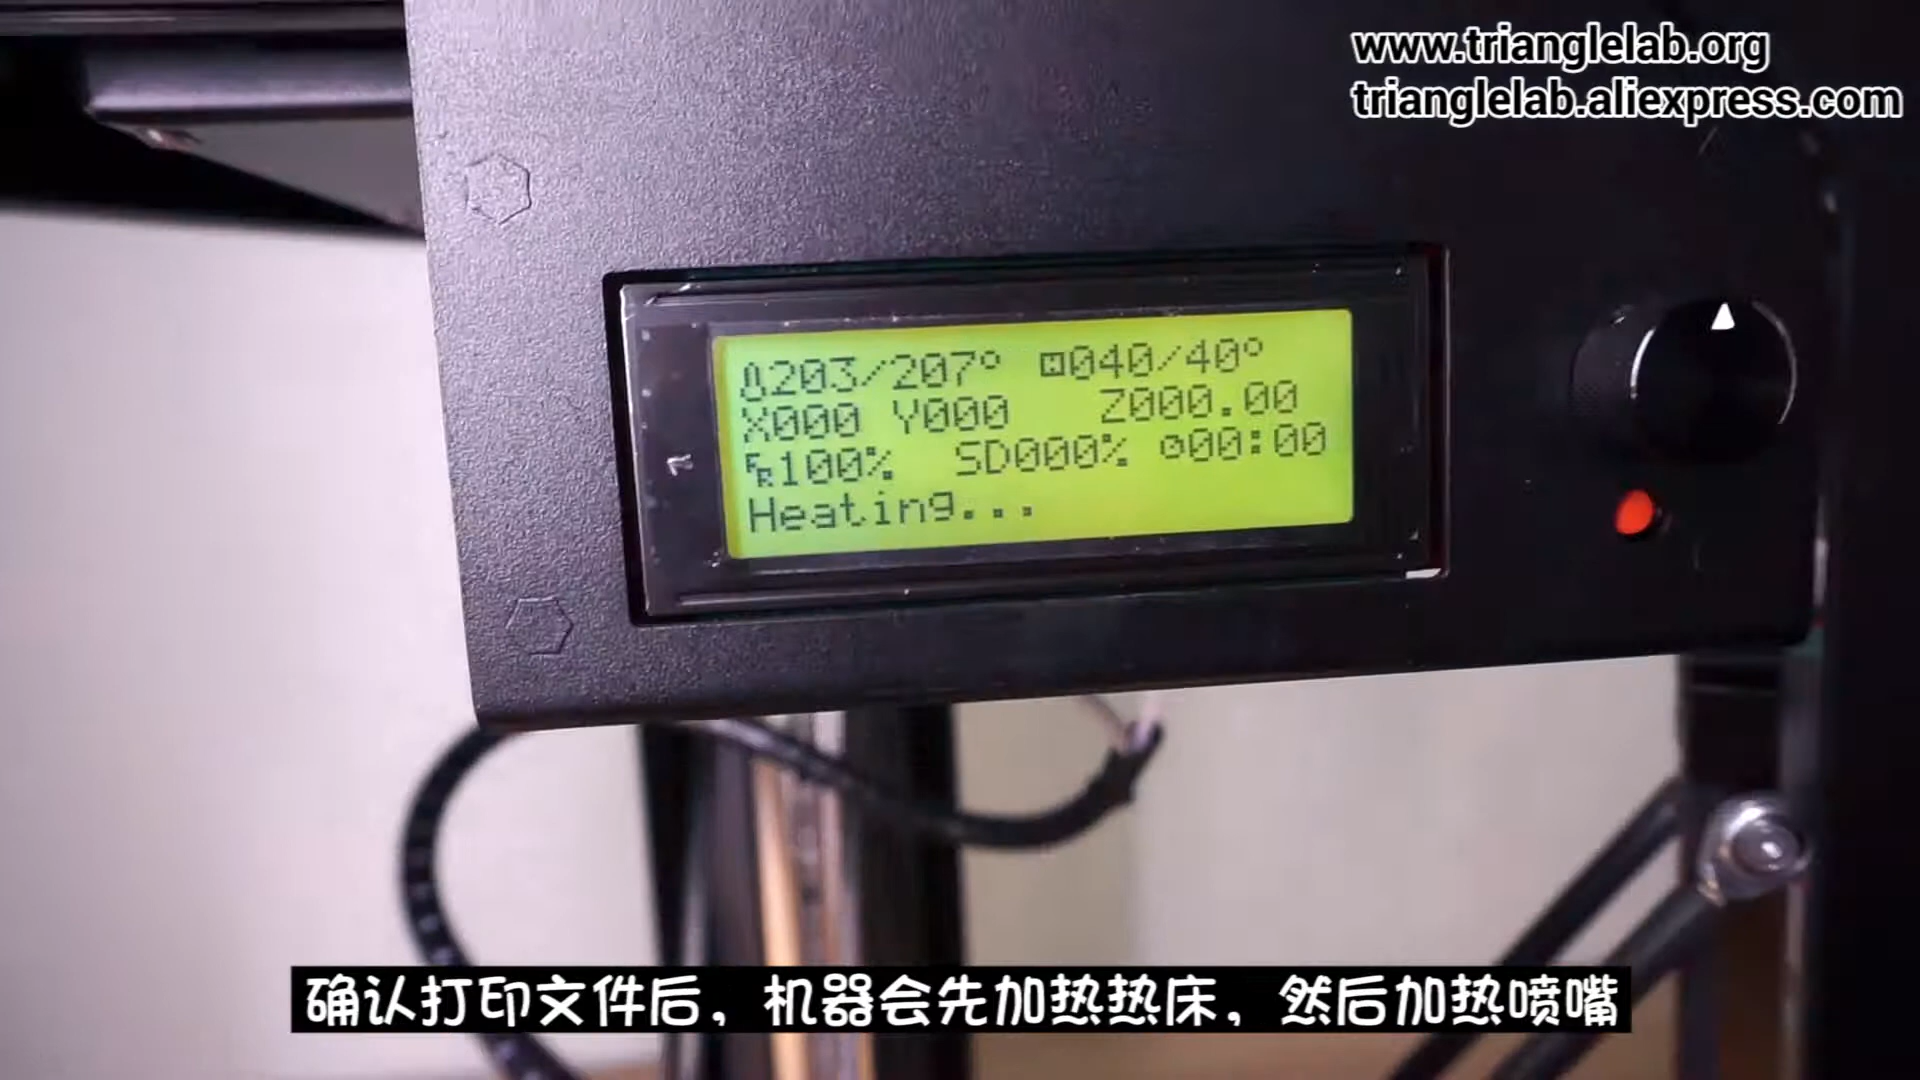 www.trianglelab.org
trianglelab.aliexpress.com
203/207° 040/40°
X000 Y000 Z000.00
FR100% SD000% 00:00
Heating...
确认打印文件后，机器会先加热热床，然后加热喷嘴